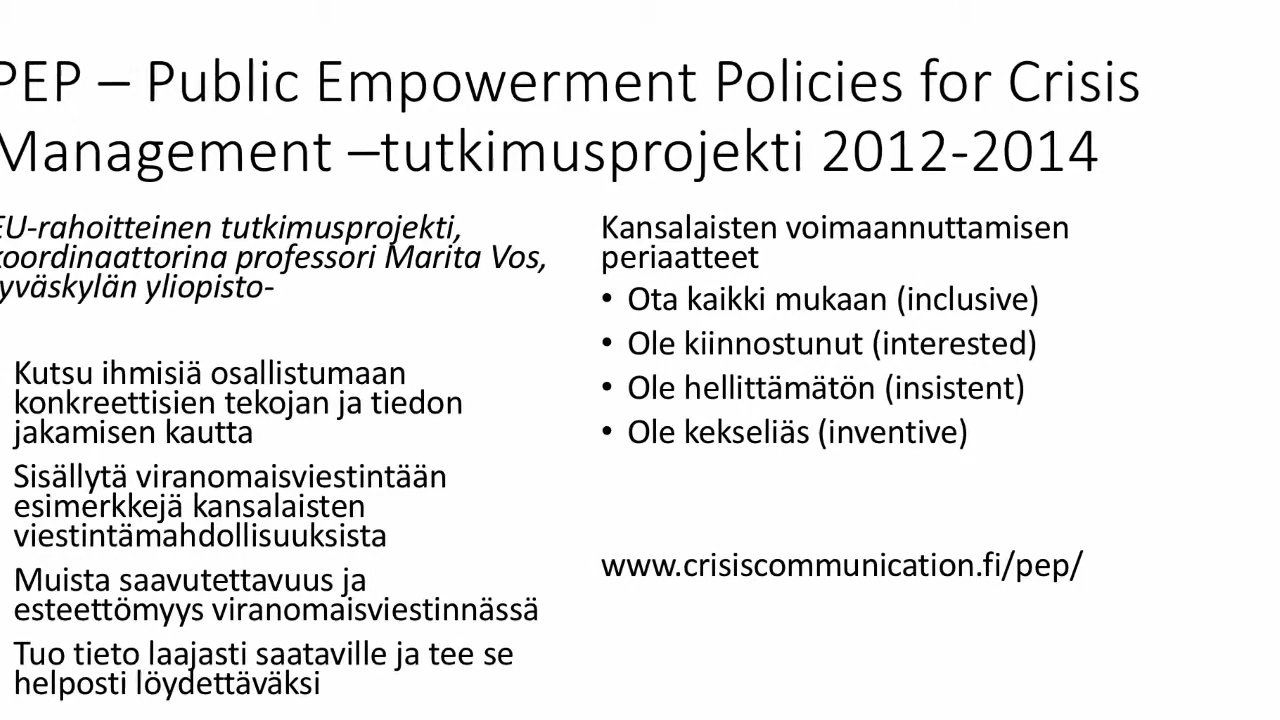 PEP – Public Empowerment Policies for Crisis
Management –tutkimusprojekti 2012-2014
EU-rahoitteinen tutkimusprojekti,
koordinaattorina professori Marita Vos,
yväskylän yliopisto-
Kutsu ihmisiä osallistumaan
konkreettisien tekojan ja tiedon
jakamisen kautta
Sisällytä viranomaisviestintään
esimerkkejä kansalaisten
viestintämahdollisuuksista
Muista saavutettavuus ja
esteettömyys viranomaisviestinnässä
Tuo tieto laajasti saataville ja tee se
helposti löydettäväksi
Kansalaisten voimaannuttamisen
periaatteet
• Ota kaikki mukaan (inclusive)
• Ole kiinnostunut (interested)
• Ole hellittämätön (insistent)
• Ole kekseliäs (inventive)
www.crisiscommunication.fi/pep/